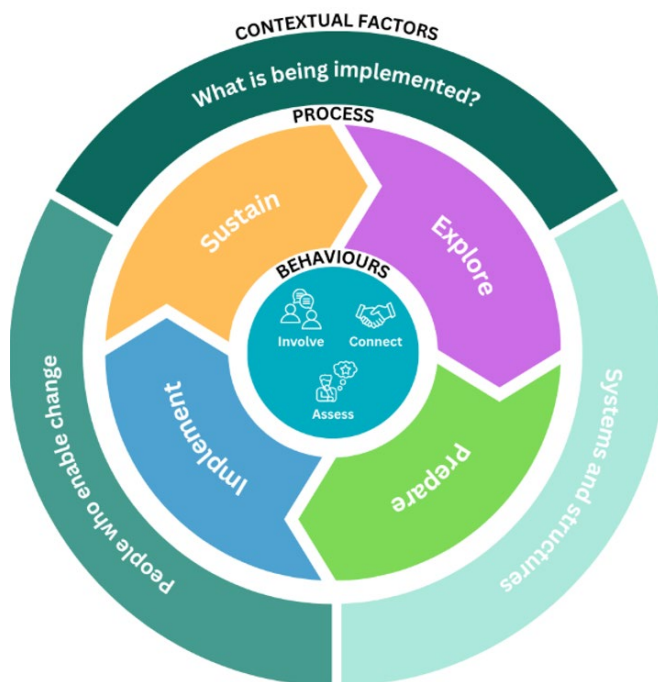 CONTEXTUAL FACTORS
What is being implemented?
PROCESS
Sustain
Explore
BEHAVIOURS
Involve
Connect
Assess
Implement
Prepare
People who enable change
Systems and structures